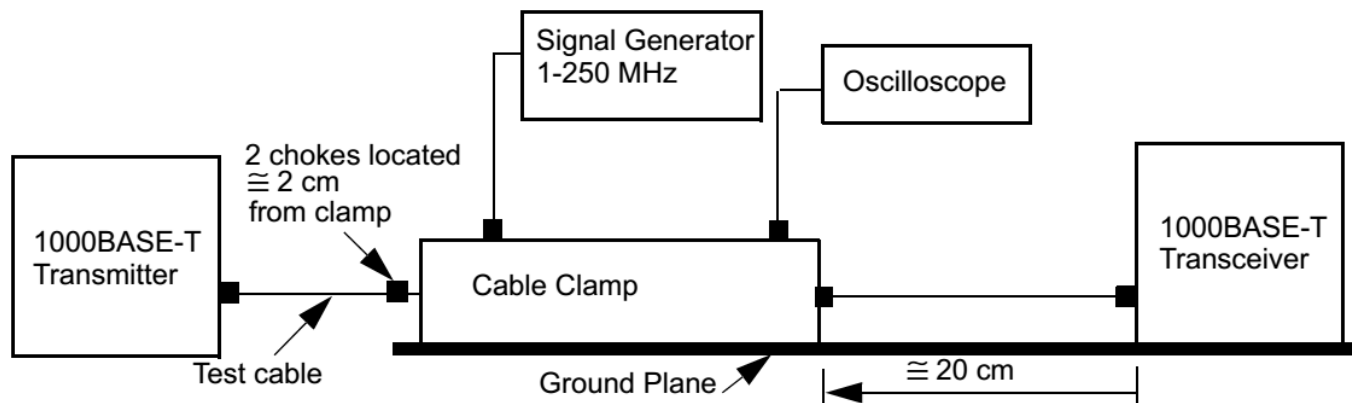 Signal Generator
1-250 MHz
Oscilloscope
2 chokes located
≅ 2 cm
from clamp
1000BASE-T
Transmitter
1000BASE-T
Transceiver
Cable Clamp
Test cable
Ground Plane
≅ 20 cm